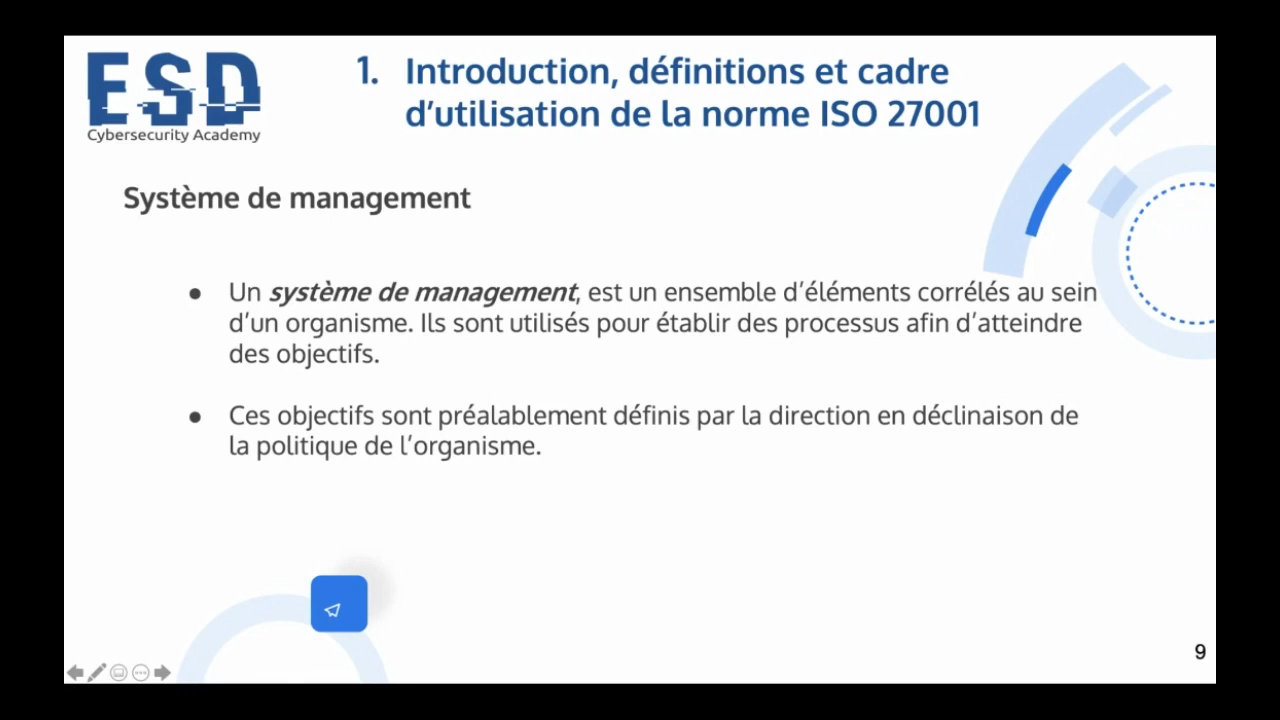 ESD
Cybersecurity Academy
1. Introduction, définitions et cadre
d’utilisation de la norme ISO 27001
Système de management
● Un système de management, est un ensemble d’éléments corrélés au sein
d’un organisme. Ils sont utilisés pour établir des processus afin d’atteindre
des objectifs.
● Ces objectifs sont préalablement définis par la direction en déclinaison de
la politique de l’organisme.
9